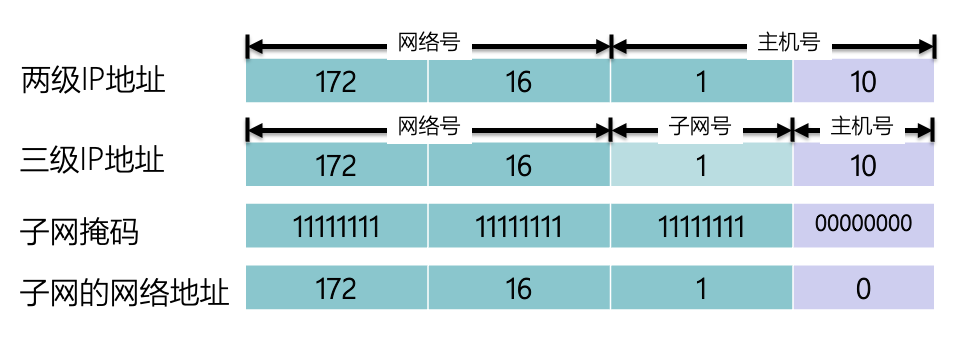 网络号 主机号
两级IP地址 172 16 1 10
网络号 子网号 主机号
三级IP地址 172 16 1 10
子网掩码 11111111 11111111 11111111 00000000
子网的网络地址 172 16 1 0